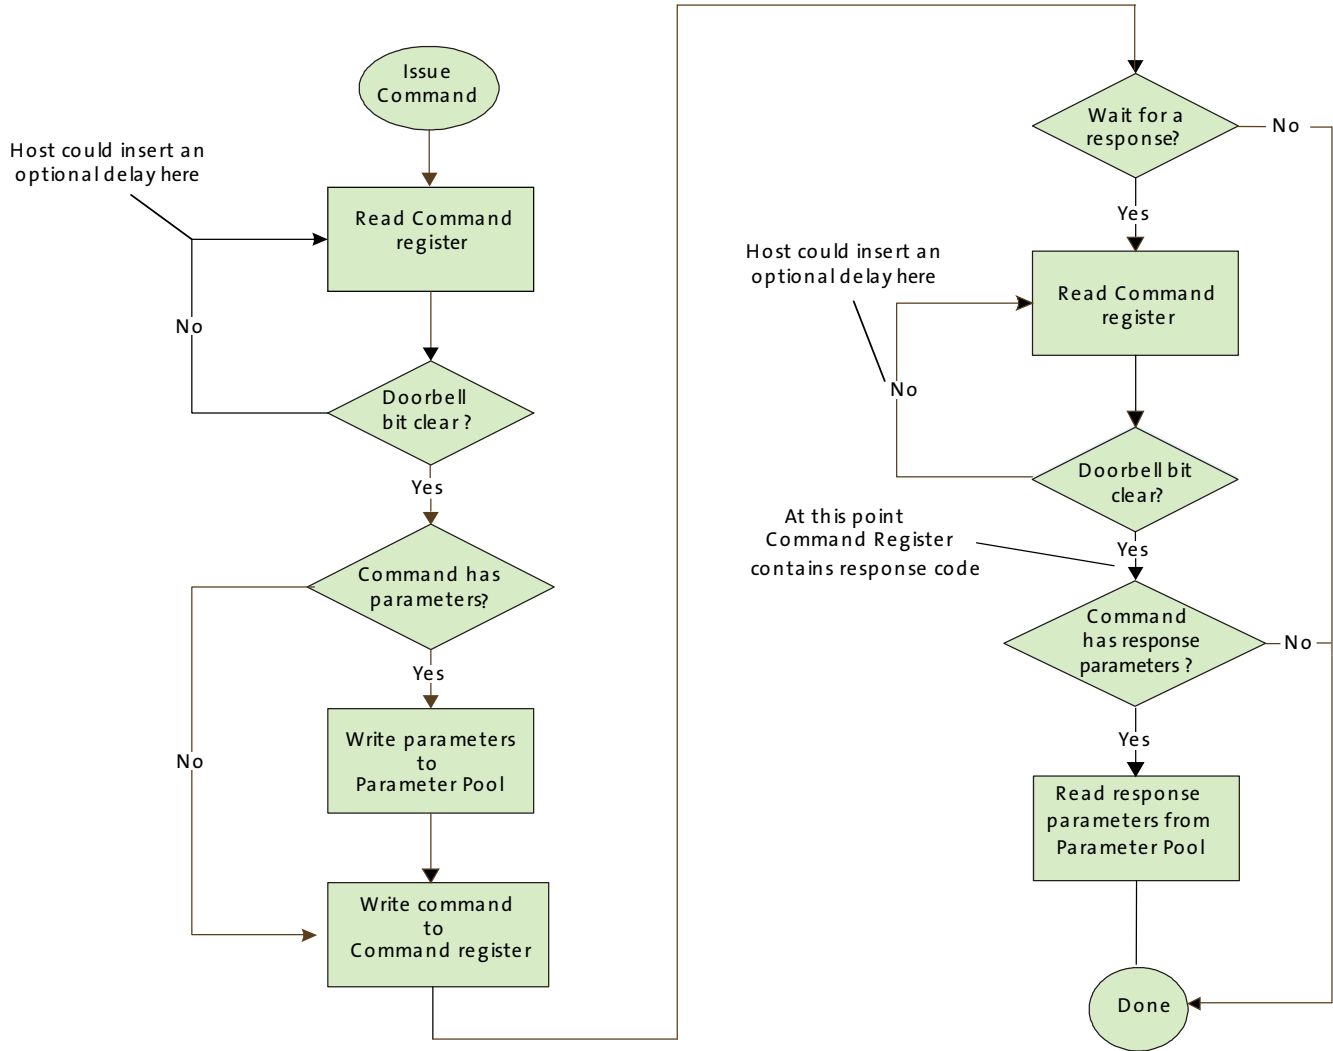 Issue
Command
Host could insert an
optional delay here
Read Command
register
No
Doorbell
bit clear ?
Yes
Command has
parameters?
Yes
No
Write parameters
to
Parameter Pool
Write command
to
Command register
Wait for a
response?
No
Yes
Host could insert an
optional delay here
Read Command
register
No
Doorbell bit
clear?
At this point
Command Register
contains response code
Yes
Command
has response
parameters ?
No
Yes
Read response
parameters from
Parameter Pool
Done